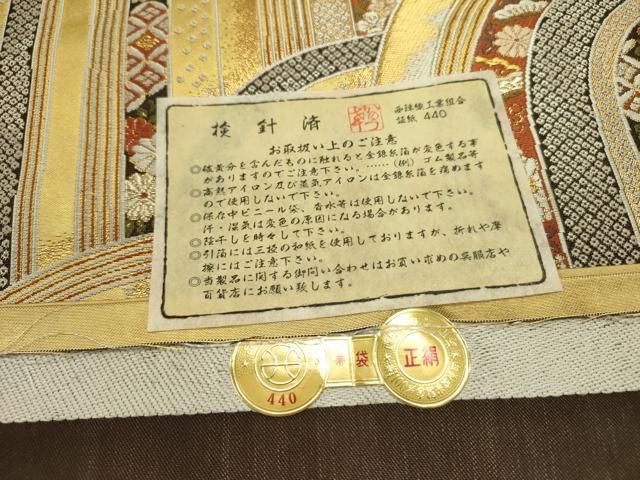 検針済
西陣織工業組合
証紙 440
お取扱い上のご注意
◎硫黄分を含んだものに触れると金銀糸箔が変色する事
がありますのでご注意下さい。……(例)ゴム製品等
◎高熱アイロン及び蒸気アイロンは金銀糸箔を痛めます
ので使用しないで下さい。
◎保存中ビニール袋、香水等は使用しないで下さい。
汗・湿気は変色の原因になる場合があります。
◎陰干しを時々して下さい。
◎引箔には三椏の和紙を使用しておりますが、折れや摩
擦にはご注意下さい。
◎当製品に関する御問い合わせはお買い求めの呉服店や
百貨店にお願い致します。
440
帯 袋
正絹